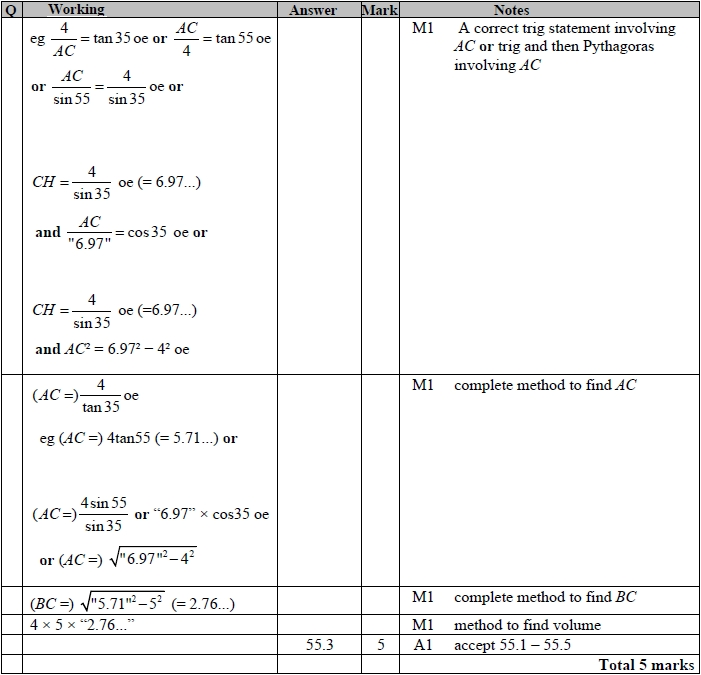 Q Working Answer Mark Notes
eg 4/AC = tan 35 oe or AC/4 = tan 55 oe M1 A correct trig statement involving
AC or trig and then Pythagoras
involving AC
or AC/sin 55 = 4/sin 35 oe or
CH = 4/sin 35 oe (= 6.97...)
and AC/"6.97" = cos 35 oe or
CH = 4/sin 35 oe (=6.97...)
and AC² = 6.97² − 4² oe
(AC =) 4/tan 35 oe M1 complete method to find AC
eg (AC =) 4tan55 (= 5.71...) or
(AC =) 4 sin 55/sin 35 or “6.97” × cos35 oe
or (AC =) √("6.97"² − 4²)
(BC =) √("5.71"² − 5²) (= 2.76...) M1 complete method to find BC
4 × 5 × “2.76...” M1 method to find volume
55.3 5 A1 accept 55.1 – 55.5
Total 5 marks